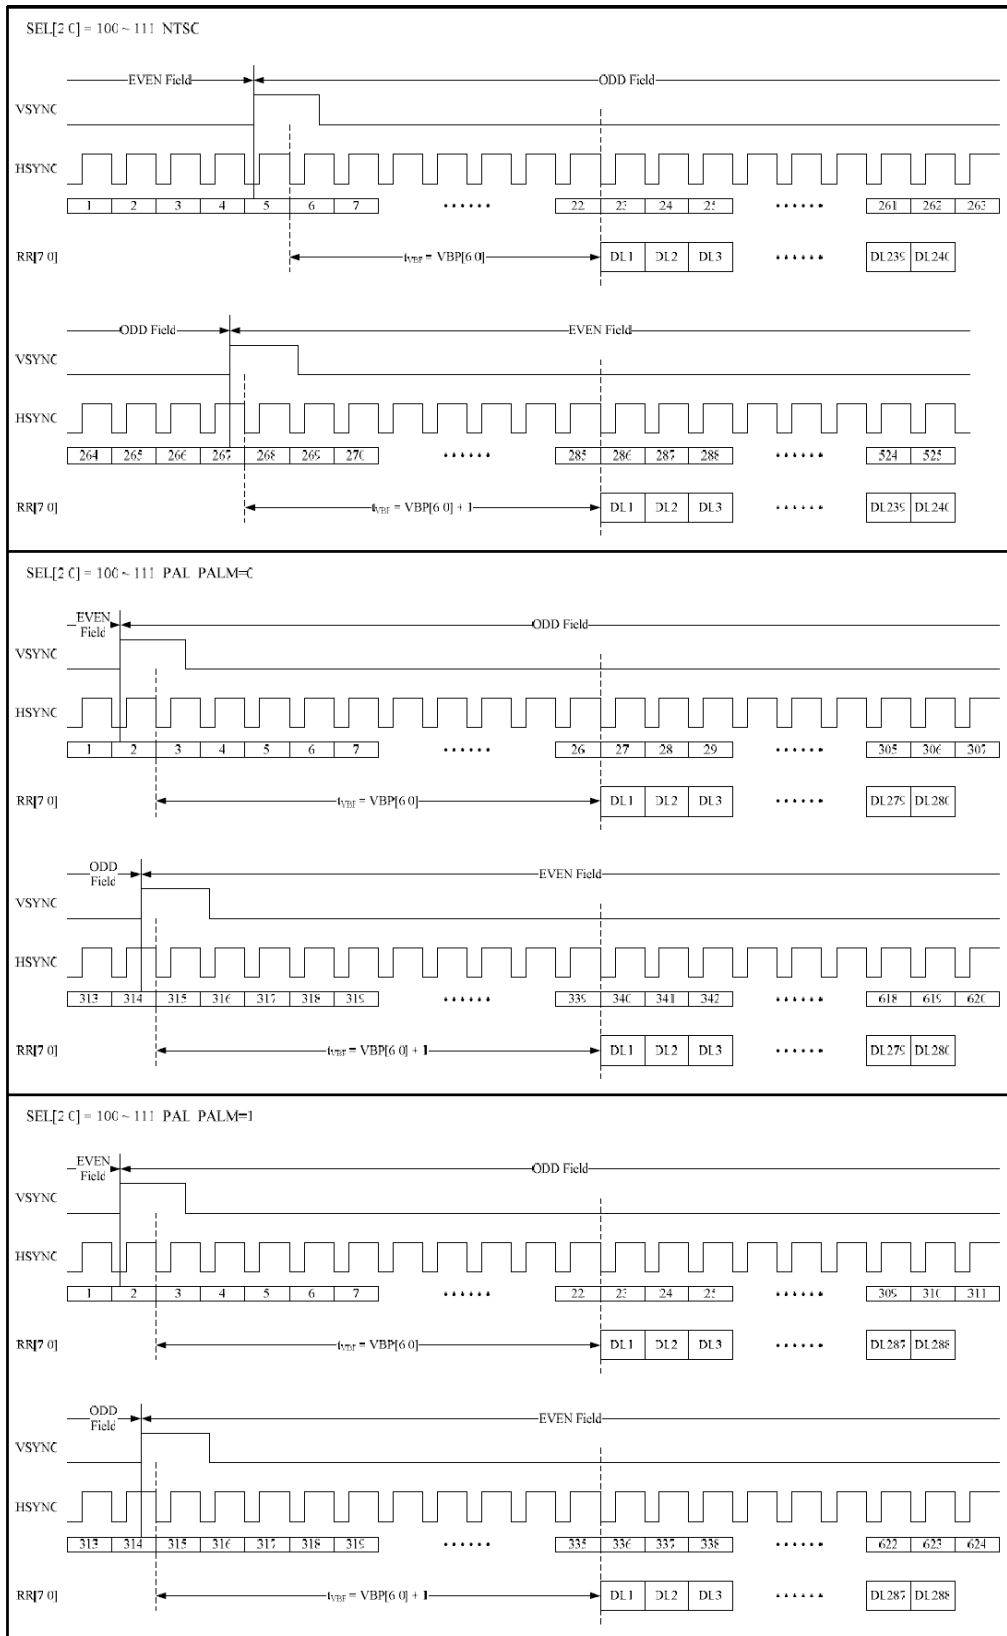 SEL[2 0] = 100 ~ 111 NTSC
EVEN Field ODD Field
VSYNC
HSYNC
1 2 3 4 5 6 7 ...... 22 23 24 25 ...... 261 262 263
RR[7 0] tVBP = VBP[6 0] DL1 DL2 DL3 ...... DL239 DL240
ODD Field EVEN Field
VSYNC
HSYNC
264 265 266 267 268 269 270 ...... 285 286 287 288 ...... 524 525
RR[7 0] tVBP = VBP[6 0] + 1 DL1 DL2 DL3 ...... DL239 DL240
SEL[2 0] = 100 ~ 111 PAL PALM=0
EVEN Field ODD Field
VSYNC
HSYNC
1 2 3 4 5 6 7 ...... 26 27 28 29 ...... 305 306 307
RR[7 0] tVBP = VBP[6 0] DL1 DL2 DL3 ...... DL279 DL280
ODD Field EVEN Field
VSYNC
HSYNC
313 314 315 316 317 318 319 ...... 339 340 341 342 ...... 618 619 620
RR[7 0] tVBP = VBP[6 0] + 1 DL1 DL2 DL3 ...... DL279 DL280
SEL[2 0] = 100 ~ 111 PAL PALM=1
EVEN Field ODD Field
VSYNC
HSYNC
1 2 3 4 5 6 7 ...... 22 23 24 25 ...... 309 310 311
RR[7 0] tVBP = VBP[6 0] DL1 DL2 DL3 ...... DL287 DL288
ODD Field EVEN Field
VSYNC
HSYNC
313 314 315 316 317 318 319 ...... 335 336 337 338 ...... 622 623 624
RR[7 0] tVBP = VBP[6 0] + 1 DL1 DL2 DL3 ...... DL287 DL288